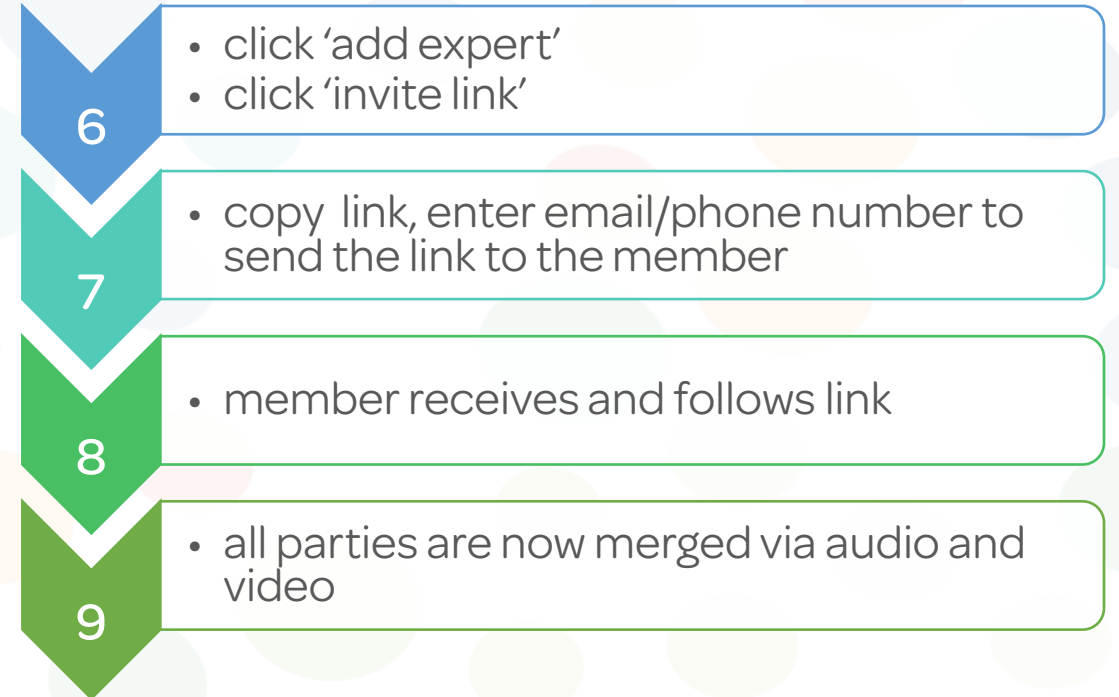 6
• click ‘add expert’
• click ‘invite link’
7
• copy  link, enter email/phone number to
send the link to the member
8
• member receives and follows link
9
• all parties are now merged via audio and
video